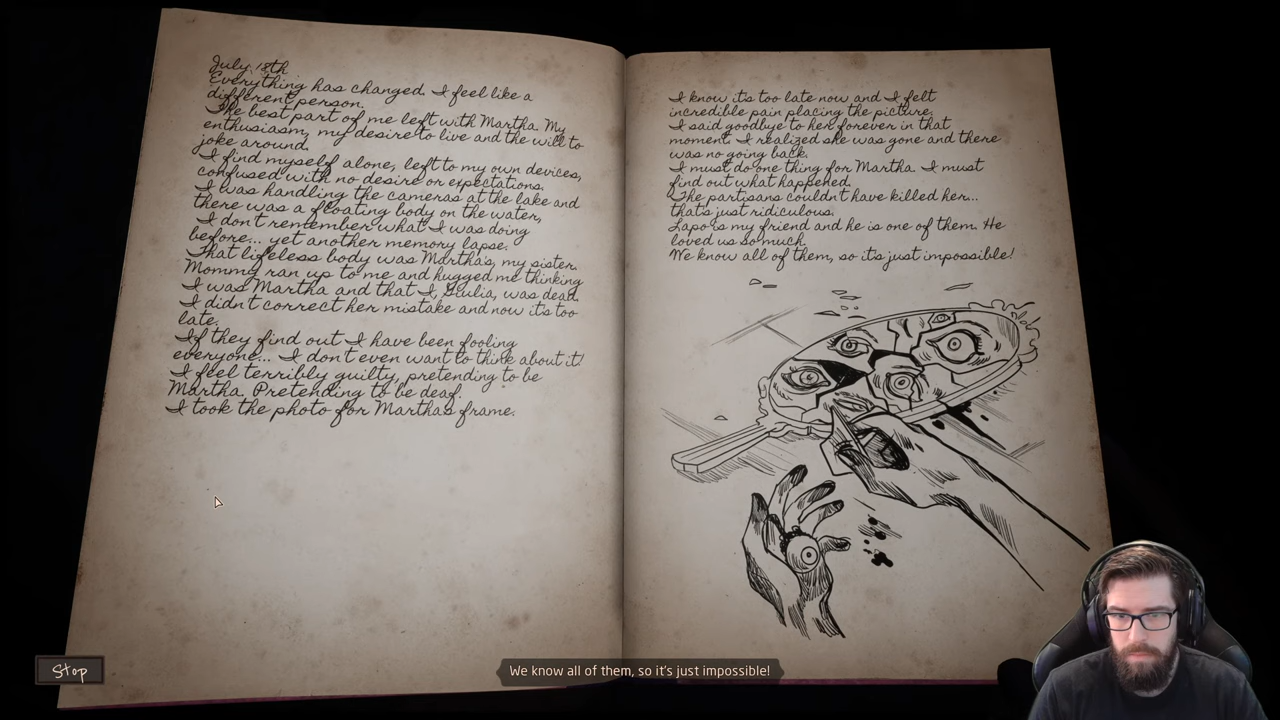 July 18th
Everything has changed. I feel like a
different person.
The best part of me left with Martha. My
enthusiasm, my desire to live and the will to
joke around.
I find myself alone, left to my own devices,
confused with no desire or expectations.
I was handling the cameras at the lake and
there was a floating body on the water,
I don't remember what I was doing
before... yet another memory lapse.
That lifeless body was Martha's, my sister.
Mommy ran up to me and hugged me thinking
I was Martha and that I, Giulia, was dead.
I didn't correct her mistake and now it's too
late.
If they find out I have been fooling
everyone... I don't even want to think about it!
I feel terribly guilty, pretending to be
Martha. Pretending to be deaf.
I took the photo for Martha's frame.
I know it's too late now and I felt
incredible pain placing the picture.
I said goodbye to her forever in that
moment. I realized she was gone and there
was no going back.
I must do one thing for Martha. I must
find out what happened.
The partisans couldn't have killed her...
that's just ridiculous.
Lapo is my friend and he is one of them. He
loved us so much.
We know all of them, so it's just impossible!
Stop
We know all of them, so it's just impossible!